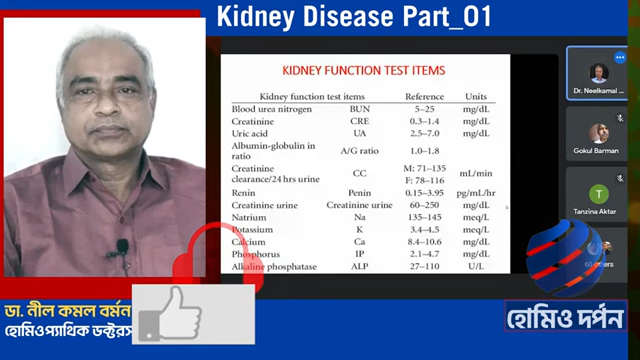 Kidney Disease Part_01
KIDNEY FUNCTION TEST ITEMS
Kidney function test items Reference Units
Blood urea nitrogen BUN 5–25 mg/dL
Creatinine CRE 0.3–1.4 mg/dL
Uric acid UA 2.5–7.0 mg/dL
Albumin-globulin in ratio A/G ratio 1.0–1.8
Creatinine clearance/24 hrs urine CC M: 71–135 mL/min
F: 78–116
Renin Penin 0.15–3.95 pg/mL/hr
Creatinine urine Creatinine urine 60–250 mg/dL
Natrium Na 135–145 meq/L
Potassium K 3.4–4.5 meq/L
Calcium Ca 8.4–10.6 mg/dL
Phosphorus IP 2.1–4.7 mg/dL
Alkaline phosphatase ALP 27–110 U/L
Dr. Neelkamal ...
Gokul Barman
T
Tanzina Aktar
ডা. নীল কমল বর্মন
হোমিওপ্যাথিক ডক্টরস
হোমিও দর্পন